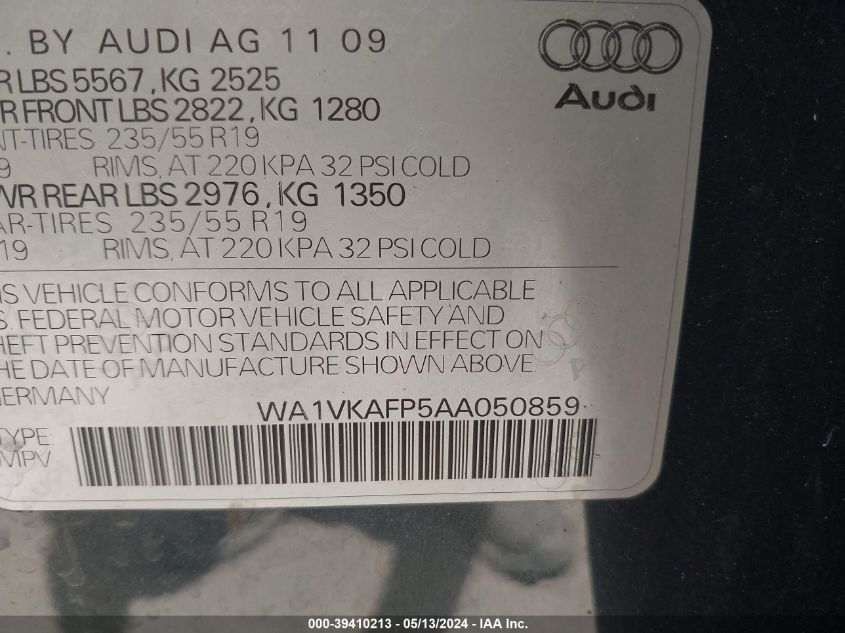 . BY AUDI AG 11 09
Audi
R LBS 5567, KG 2525
R FRONT LBS 2822, KG 1280
NT-TIRES 235/55 R19
9 RIMS, AT 220 KPA 32 PSI COLD
WR REAR LBS 2976, KG 1350
AR-TIRES 235/55 R19
19 RIMS, AT 220 KPA 32 PSI COLD
IS VEHICLE CONFORMS TO ALL APPLICABLE
S. FEDERAL MOTOR VEHICLE SAFETY AND
HEFT PREVENTION STANDARDS IN EFFECT ON
HE DATE OF MANUFACTURE SHOWN ABOVE
ERMANY
WA1VKAFP5AA050859
TYPE
MPV
000-39410213 - 05/13/2024 - IAA Inc.